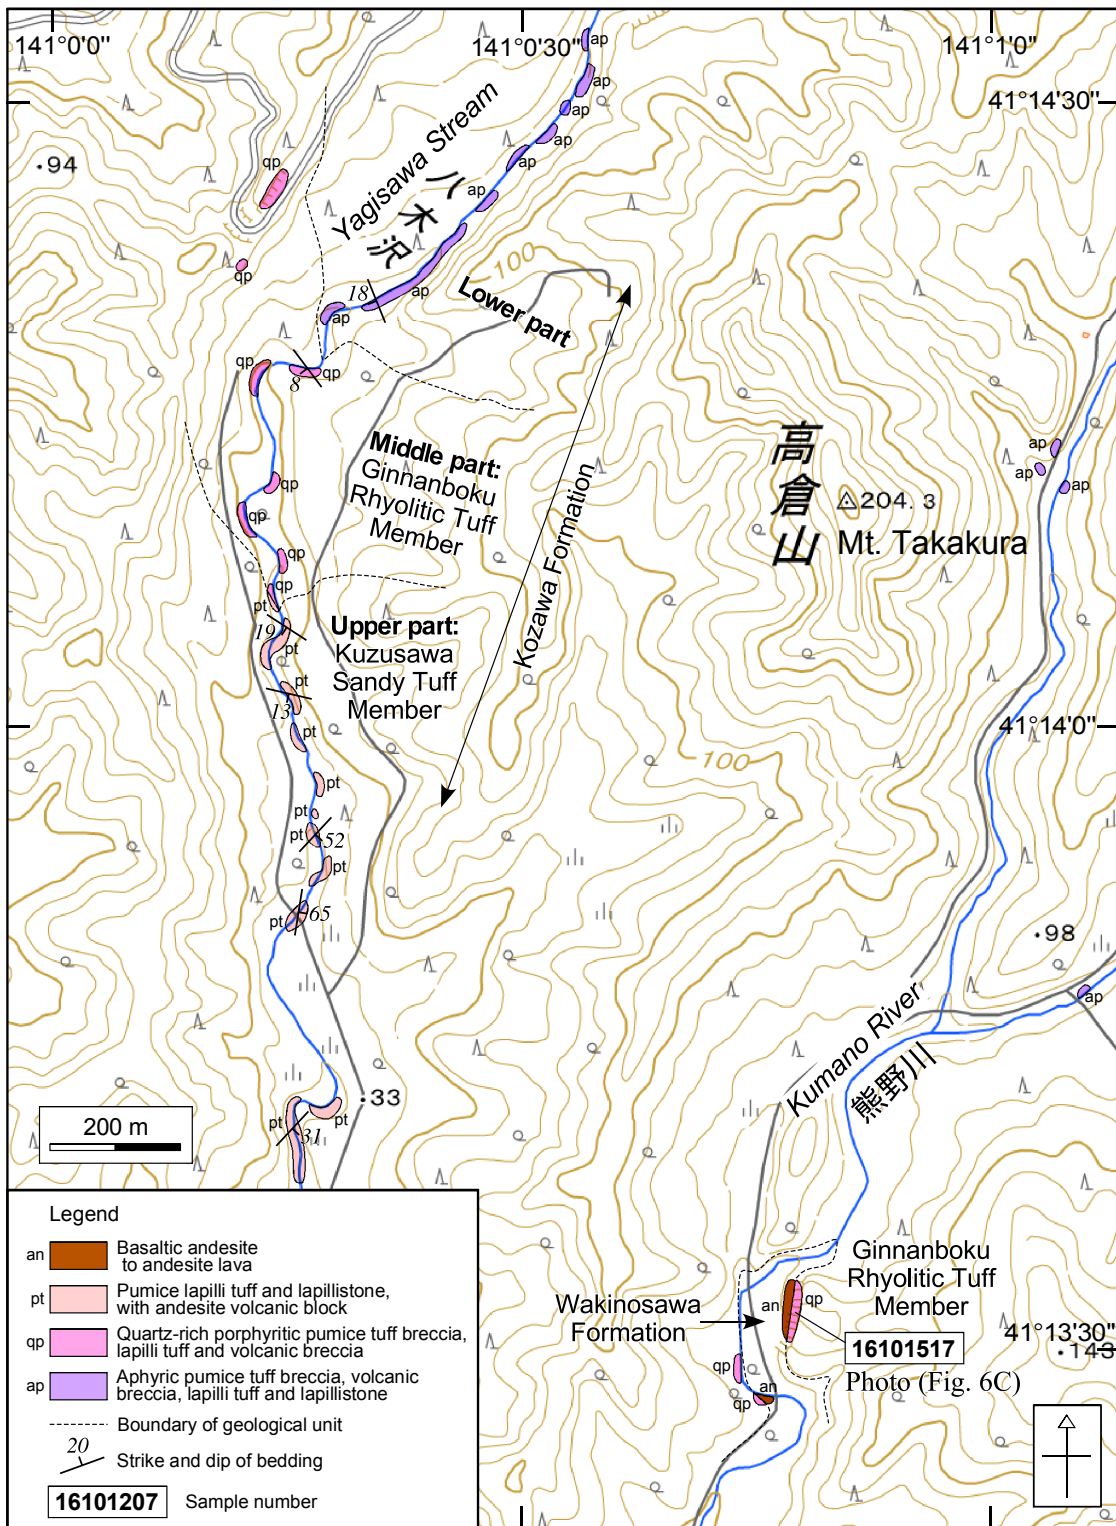 141°0'0"
141°0'30"
141°1'0"
ap
ap
41°14'30"
ap
ap
ap
Yagisawa Stream
八木沢
qp
·94
ap
100
qp
18
ap
Lower part
ap
qp
8
qp
Middle part:
Ginnanboku
Rhyolitic Tuff
Member
高倉山
204.3
Mt. Takakura
ap
ap
ap
qp
qp
qp
qp
pt
Kozawa Formation
19
pt
Upper part:
Kuzusawa
Sandy Tuff
Member
pt
13
pt
41°14'0"
100
pt
pt
pt
52
pt
pt
65
·98
ap
Kumano River
熊野川
·33
200 m
pt
pt
31
Ginnanboku
Rhyolitic Tuff
Member
Wakinosawa
Formation
an
qp
16101517
Photo (Fig. 6C)
41°13'30"
·143
qp
an
qp
Legend
an Basaltic andesite
to andesite lava
pt Pumice lapilli tuff and lapillistone,
with andesite volcanic block
qp Quartz-rich porphyritic pumice tuff breccia,
lapilli tuff and volcanic breccia
ap Aphyric pumice tuff breccia, volcanic
breccia, lapilli tuff and lapillistone
Boundary of geological unit
20 Strike and dip of bedding
16101207 Sample number